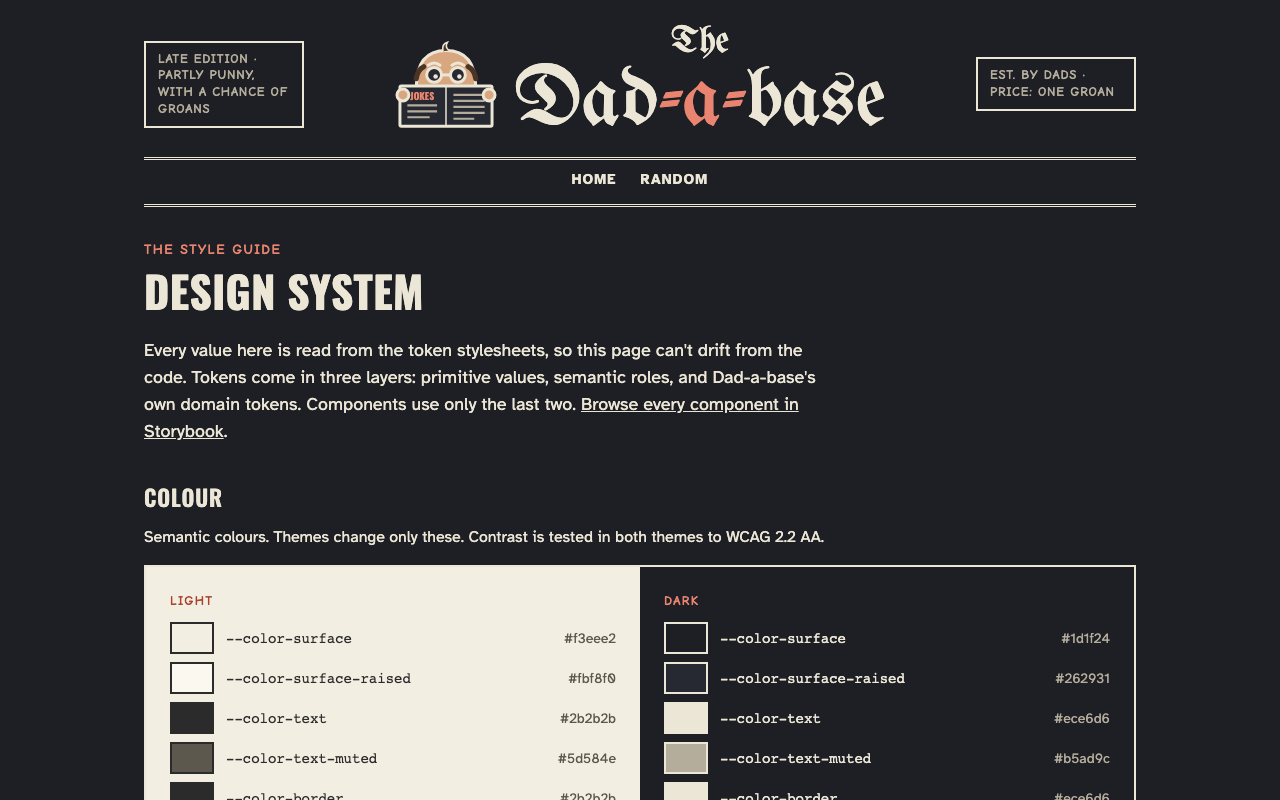 LATE EDITION ·
PARTLY PUNNY,
WITH A CHANCE OF
GROANS
JOKES
The
Dad=a=base
EST. BY DADS ·
PRICE: ONE GROAN
HOME RANDOM
THE STYLE GUIDE
DESIGN SYSTEM
Every value here is read from the token stylesheets, so this page can't drift from the
code. Tokens come in three layers: primitive values, semantic roles, and Dad-a-base's
own domain tokens. Components use only the last two. Browse every component in
Storybook.
COLOUR
Semantic colours. Themes change only these. Contrast is tested in both themes to WCAG 2.2 AA.
LIGHT
--color-surface #f3eee2
--color-surface-raised #fbf8f0
--color-text #2b2b2b
--color-text-muted #5d584e
--color-border #2b2b2b
DARK
--color-surface #1d1f24
--color-surface-raised #262931
--color-text #ece6d6
--color-text-muted #b5ad9c
--color-border #ece6d6